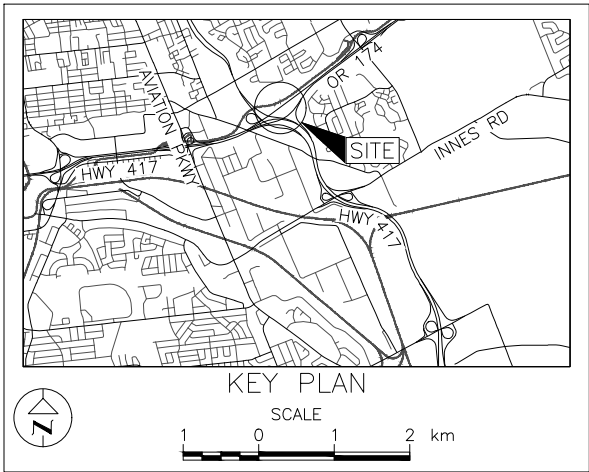 OR 174
AVIATION PKWY
SITE
INNES RD
HWY 417
HWY 417
KEY PLAN
SCALE
N
1 0 1 2 km